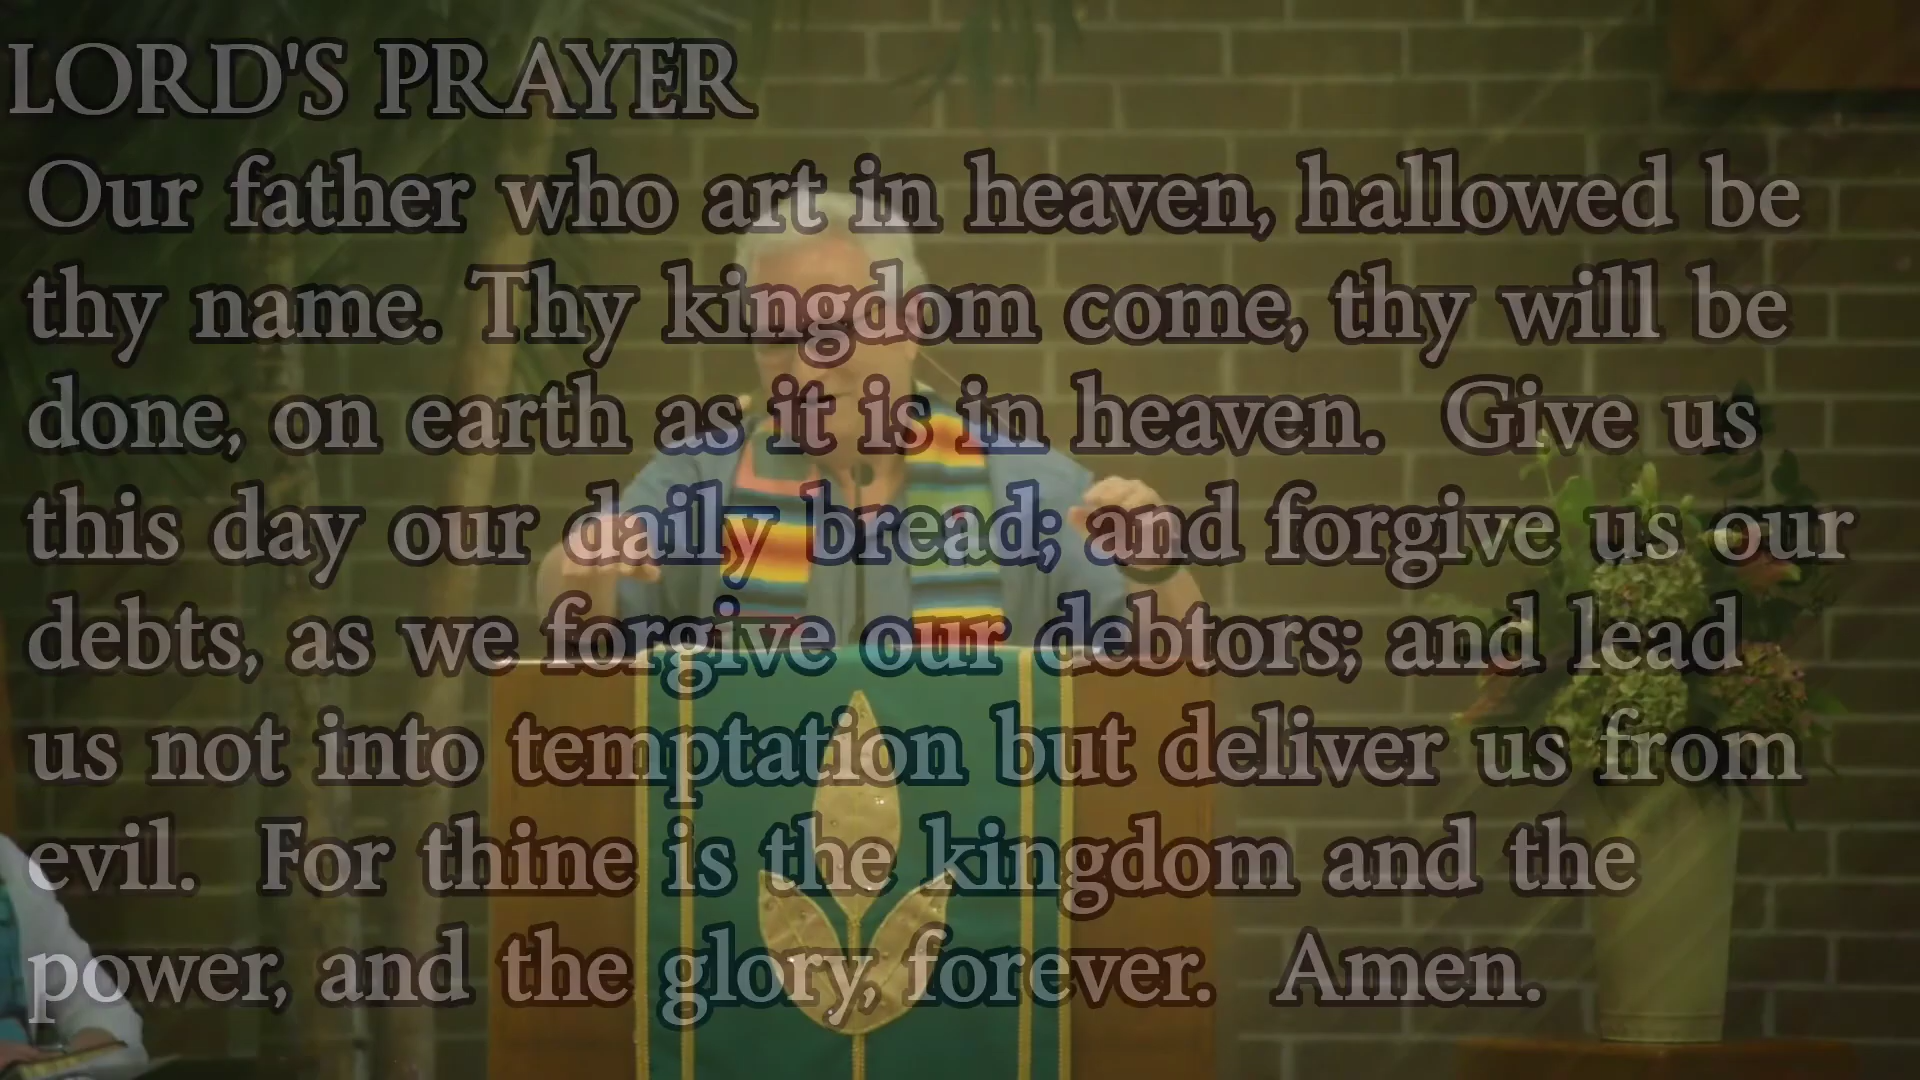 LORD'S PRAYER
Our father who art in heaven, hallowed be
thy name. Thy kingdom come, thy will be
done, on earth as it is in heaven. Give us
this day our daily bread; and forgive us our
debts, as we forgive our debtors; and lead
us not into temptation but deliver us from
evil. For thine is the kingdom and the
power, and the glory, forever. Amen.